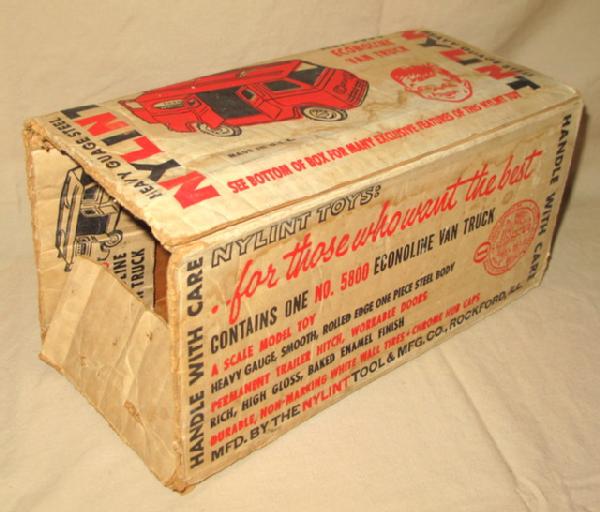 ECONOLINE
VAN TRUCK
NYLINT
HEAVY GUAGE STEEL
SEE BOTTOM OF BOX FOR MANY EXCLUSIVE FEATURES OF THIS NYLINT TOY
NYLINT TOYS:
..for those who want the best
CONTAINS ONE NO. 5800 ECONOLINE VAN TRUCK
A SCALE MODEL TOY
HEAVY GAUGE, SMOOTH, ROLLED EDGE ONE PIECE STEEL BODY
PERMANENT TRAILER HITCH, WORKABLE DOORS
RICH, HIGH GLOSS, BAKED ENAMEL FINISH
DURABLE, NON-MARKING WHITE WALL TIRES • CHROME HUB CAPS
MFD. BY THE NYLINT TOOL & MFG. CO., ROCKFORD, ILL.
HANDLE WITH CARE
HANDLE WITH CARE